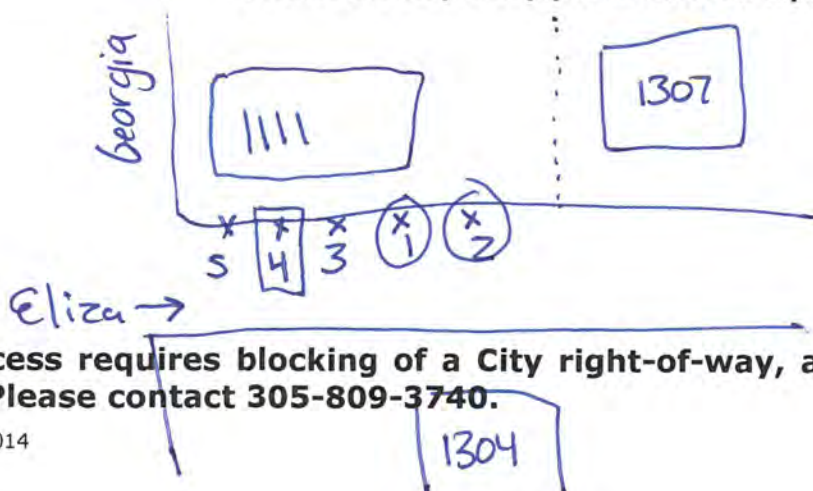 Georgia
1111
1307
x x x x x
5 4 3 1 2
Eliza →
cess requires blocking of a City right-of-way, a
Please contact 305-809-3740.
014
1304